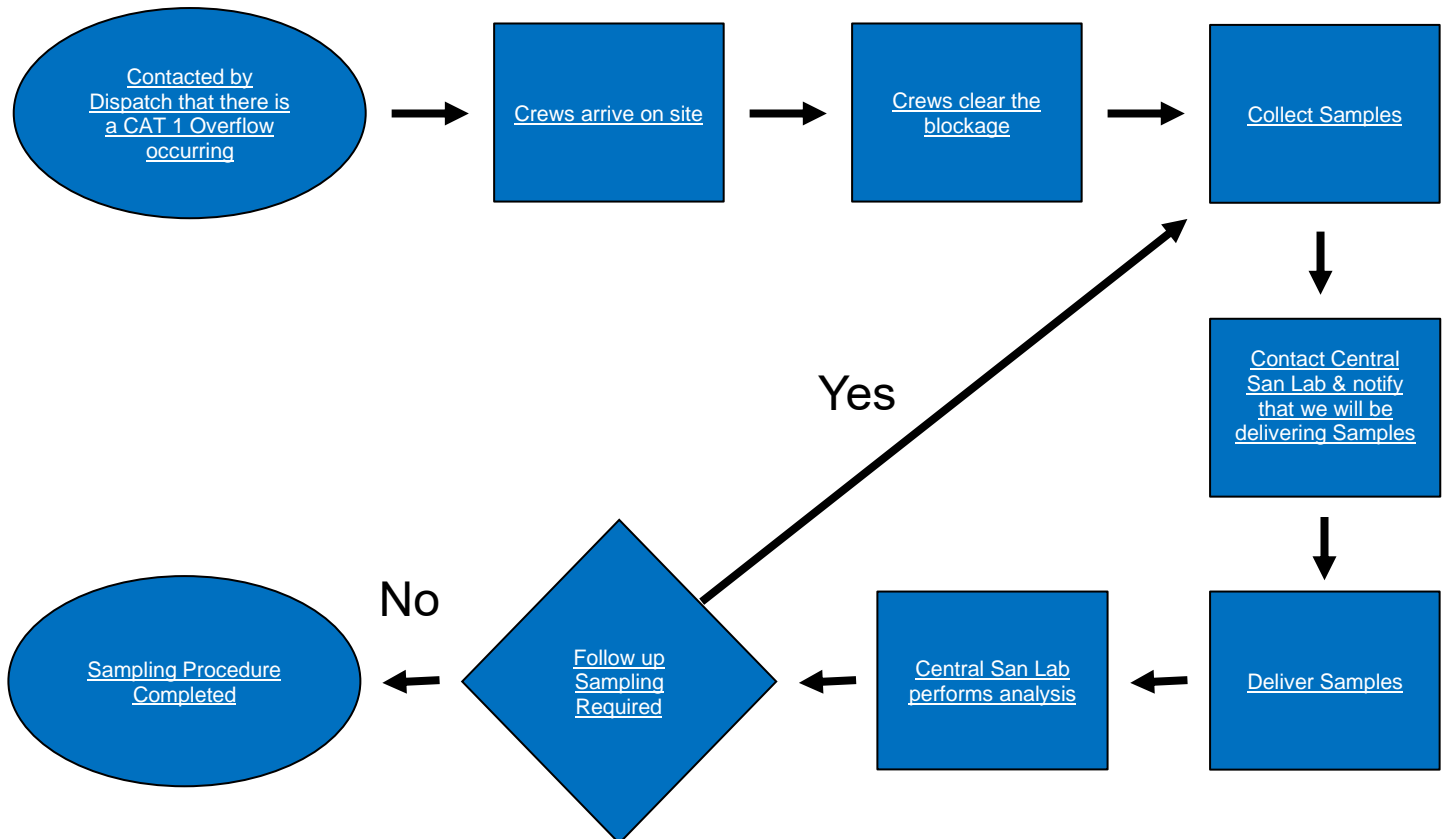 Contacted by
Dispatch that there is
a CAT 1 Overflow
occurring
Crews arrive on site
Crews clear the
blockage
Collect Samples
Contact Central
San Lab & notify
that we will be
delivering Samples
Deliver Samples
Central San Lab
performs analysis
Follow up
Sampling
Required
Yes
No
Sampling Procedure
Completed